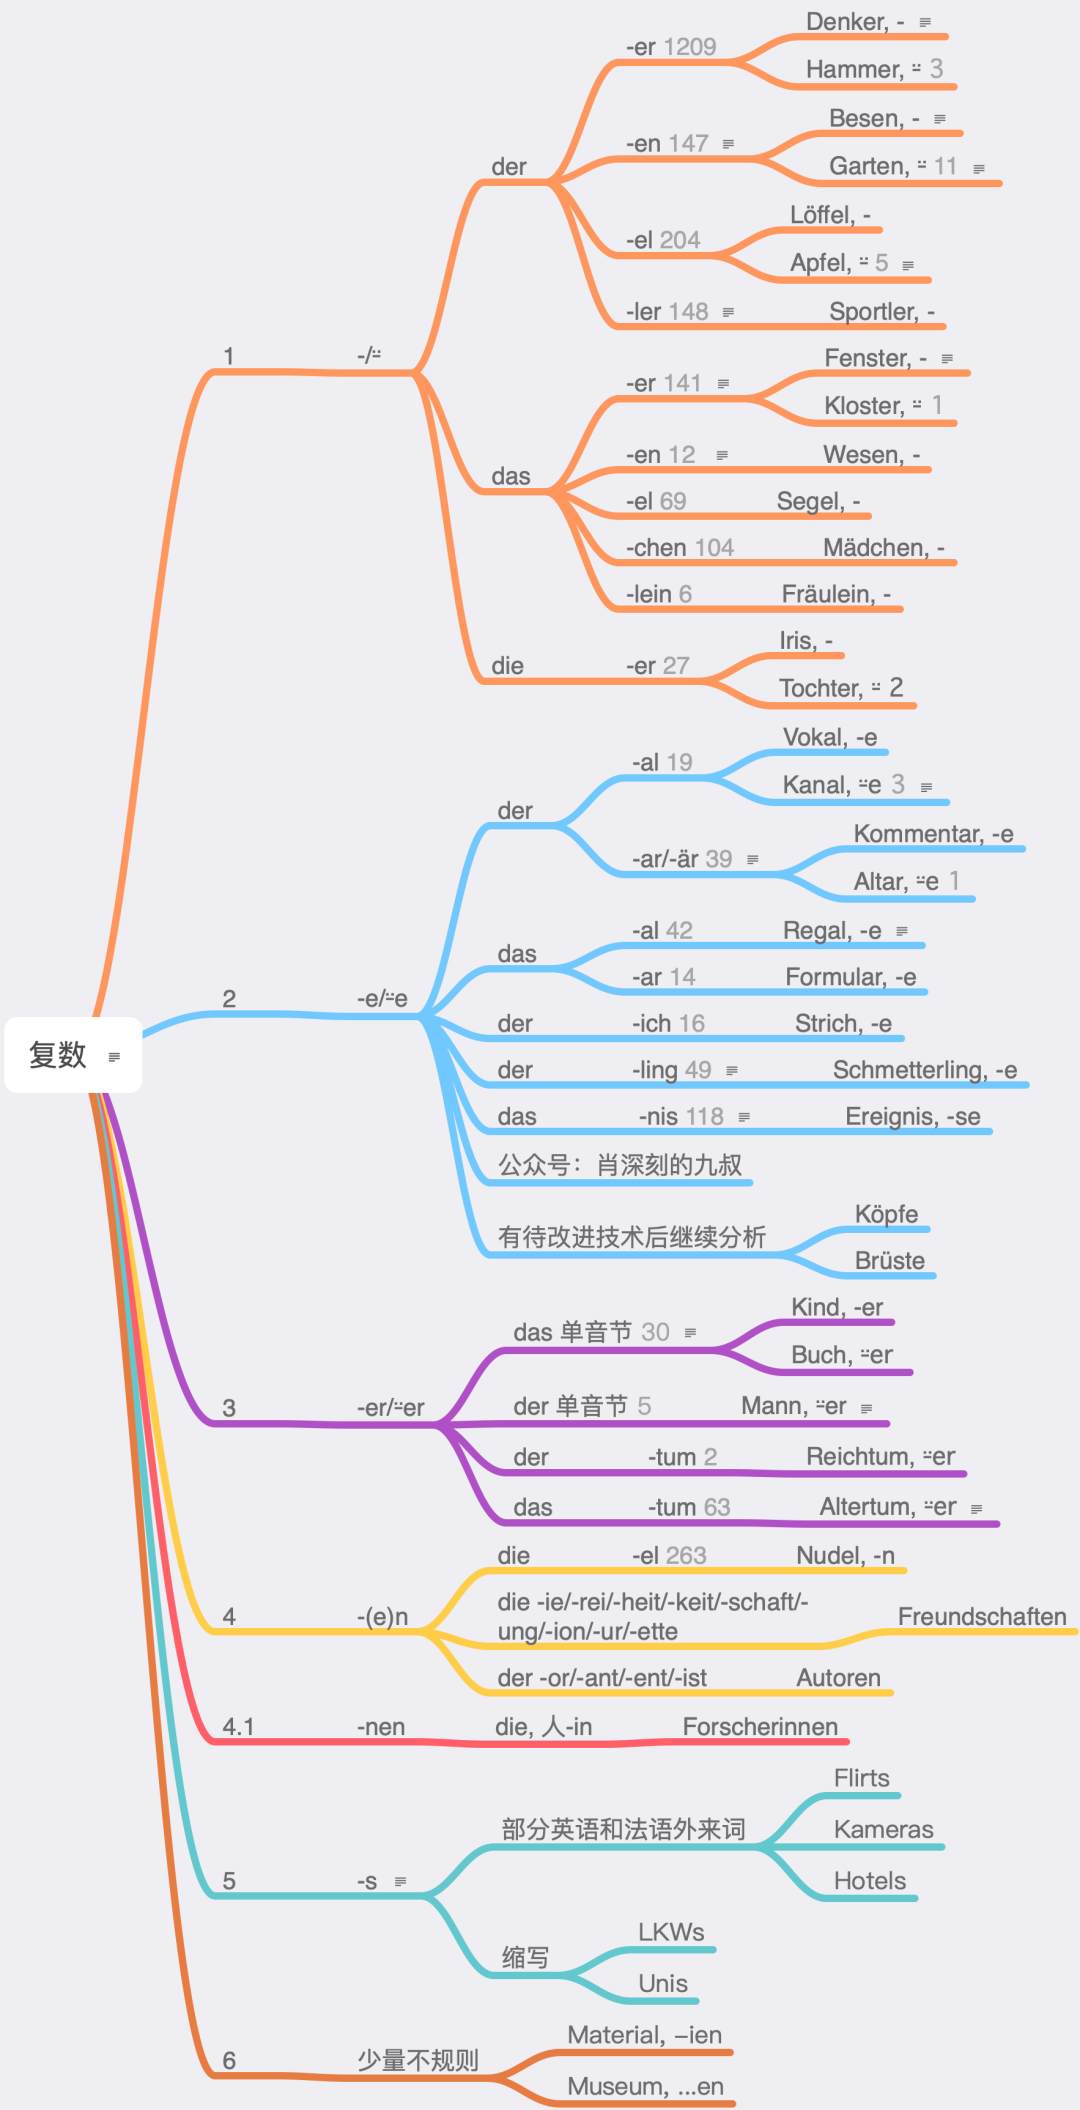 复数
1
-/⸚
der
-er 1209
Denker, -
Hammer, ⸚ 3
-en 147
Besen, -
Garten, ⸚ 11
-el 204
Löffel, -
Apfel, ⸚ 5
-ler 148
Sportler, -
das
-er 141
Fenster, -
Kloster, ⸚ 1
-en 12
Wesen, -
-el 69
Segel, -
-chen 104
Mädchen, -
-lein 6
Fräulein, -
die
-er 27
Iris, -
Tochter, ⸚ 2
2
-e/⸚e
der
-al 19
Vokal, -e
Kanal, ⸚e 3
-ar/-är 39
Kommentar, -e
Altar, ⸚e 1
das
-al 42
Regal, -e
-ar 14
Formular, -e
der
-ich 16
Strich, -e
der
-ling 49
Schmetterling, -e
das
-nis 118
Ereignis, -se
公众号：肖深刻的九叔
有待改进技术后继续分析
Köpfe
Brüste
3
-er/⸚er
das 单音节 30
Kind, -er
Buch, ⸚er
der 单音节 5
Mann, ⸚er
der
-tum 2
Reichtum, ⸚er
das
-tum 63
Altertum, ⸚er
4
-(e)n
die
-el 263
Nudel, -n
die -ie/-rei/-heit/-keit/-schaft/-
ung/-ion/-ur/-ette
Freundschaften
der -or/-ant/-ent/-ist
Autoren
4.1
-nen
die, 人-in
Forscherinnen
5
-s
部分英语和法语外来词
Flirts
Kameras
Hotels
缩写
LKWs
Unis
6
少量不规则
Material, –ien
Museum, ...en